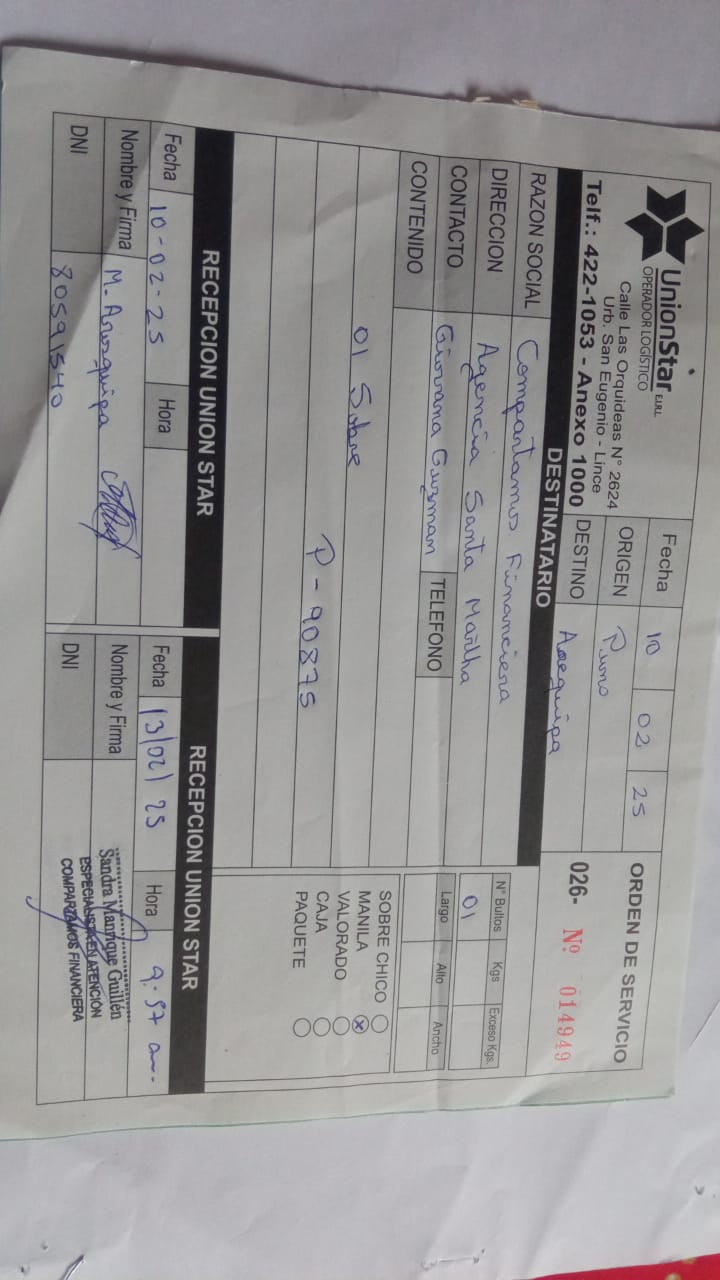 UnionStar E.I.R.L
OPERADOR LOGÍSTICO
Calle Las Orquideas N° 2624
Urb. San Eugenio - Lince
Telf.: 422-1053 - Anexo 1000
Fecha 10 02 25
ORIGEN Puno
DESTINO Arequipa
ORDEN DE SERVICIO
026- Nº 014949
DESTINATARIO
RAZON SOCIAL Compartamos Financiera
DIRECCION Agencia Santa Martha
CONTACTO Giovana Guzman TELEFONO
CONTENIDO
01 Sobre
P - 90875
N° Bultos Kgs Exceso Kgs.
01
Largo Alto Ancho
SOBRE CHICO
MANILA x
VALORADO
CAJA
PAQUETE
RECEPCION UNION STAR
Fecha 10-02-25 Hora
Nombre y Firma M. Ariosquipa
DNI 80591540
RECEPCION UNION STAR
Fecha 13/02/25 Hora 9:57 am.
Nombre y Firma
DNI
Sandra Manrique Guillén
ESPECIALISTA EN ATENCIÓN
COMPARTAMOS FINANCIERA